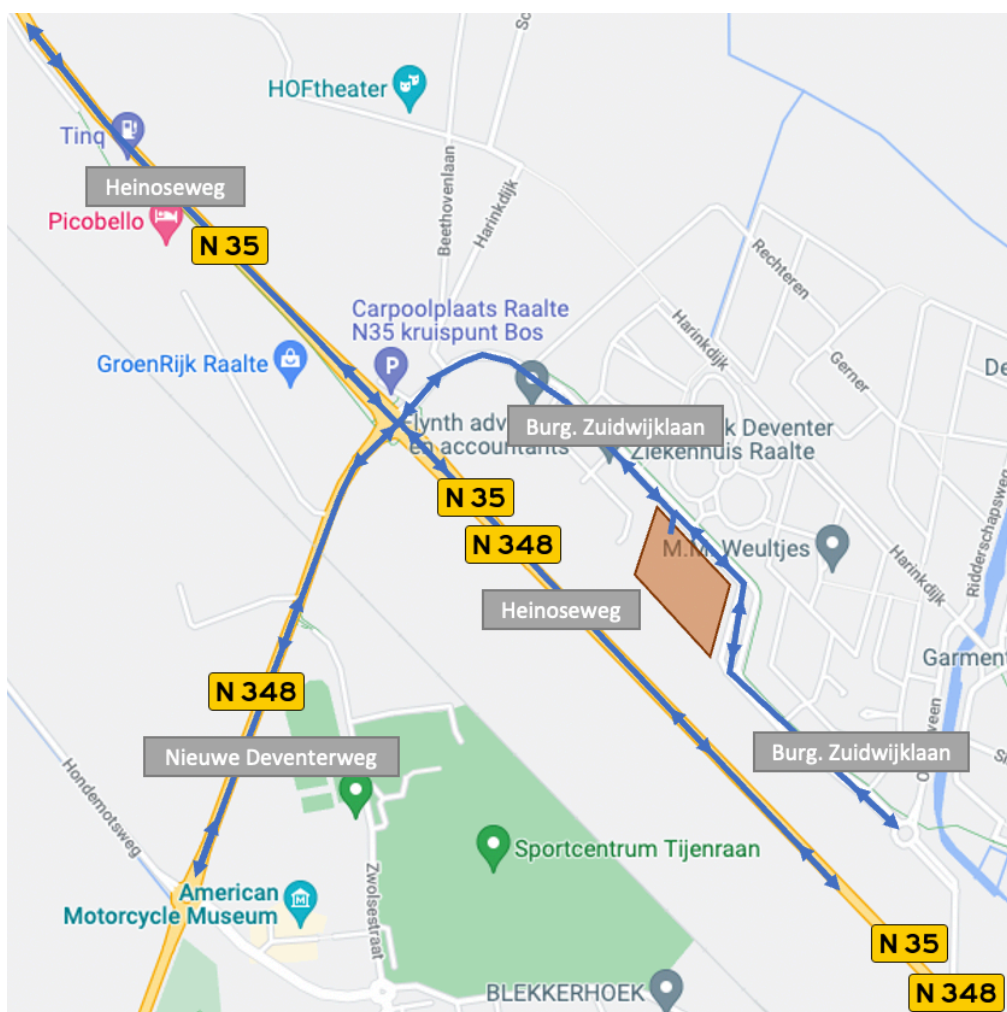 HOFtheater
Tinq
Heinoseweg
Picobello
N 35
Beethovenlaan
Harinkdijk
Rechteren
Carpoolplaats Raalte
N35 kruispunt Bos
Harinkdijk
Gerner
GroenRijk Raalte
P
De
Flynth adv
en accountants
Burg. Zuidwijklaan
k Deventer
Ziekenhuis Raalte
Ridderschapsweg
N 35
N 348
M.M. Weultjes
Harinkdijk
Heinoseweg
Garment
N 348
Nieuwe Deventerweg
Burg. Zuidwijklaan
Hondemotsweg
Sportcentrum Tijenraan
Zwolsestraat
American
Motorcycle Museum
N 35
BLEKKERHOEK
N 348